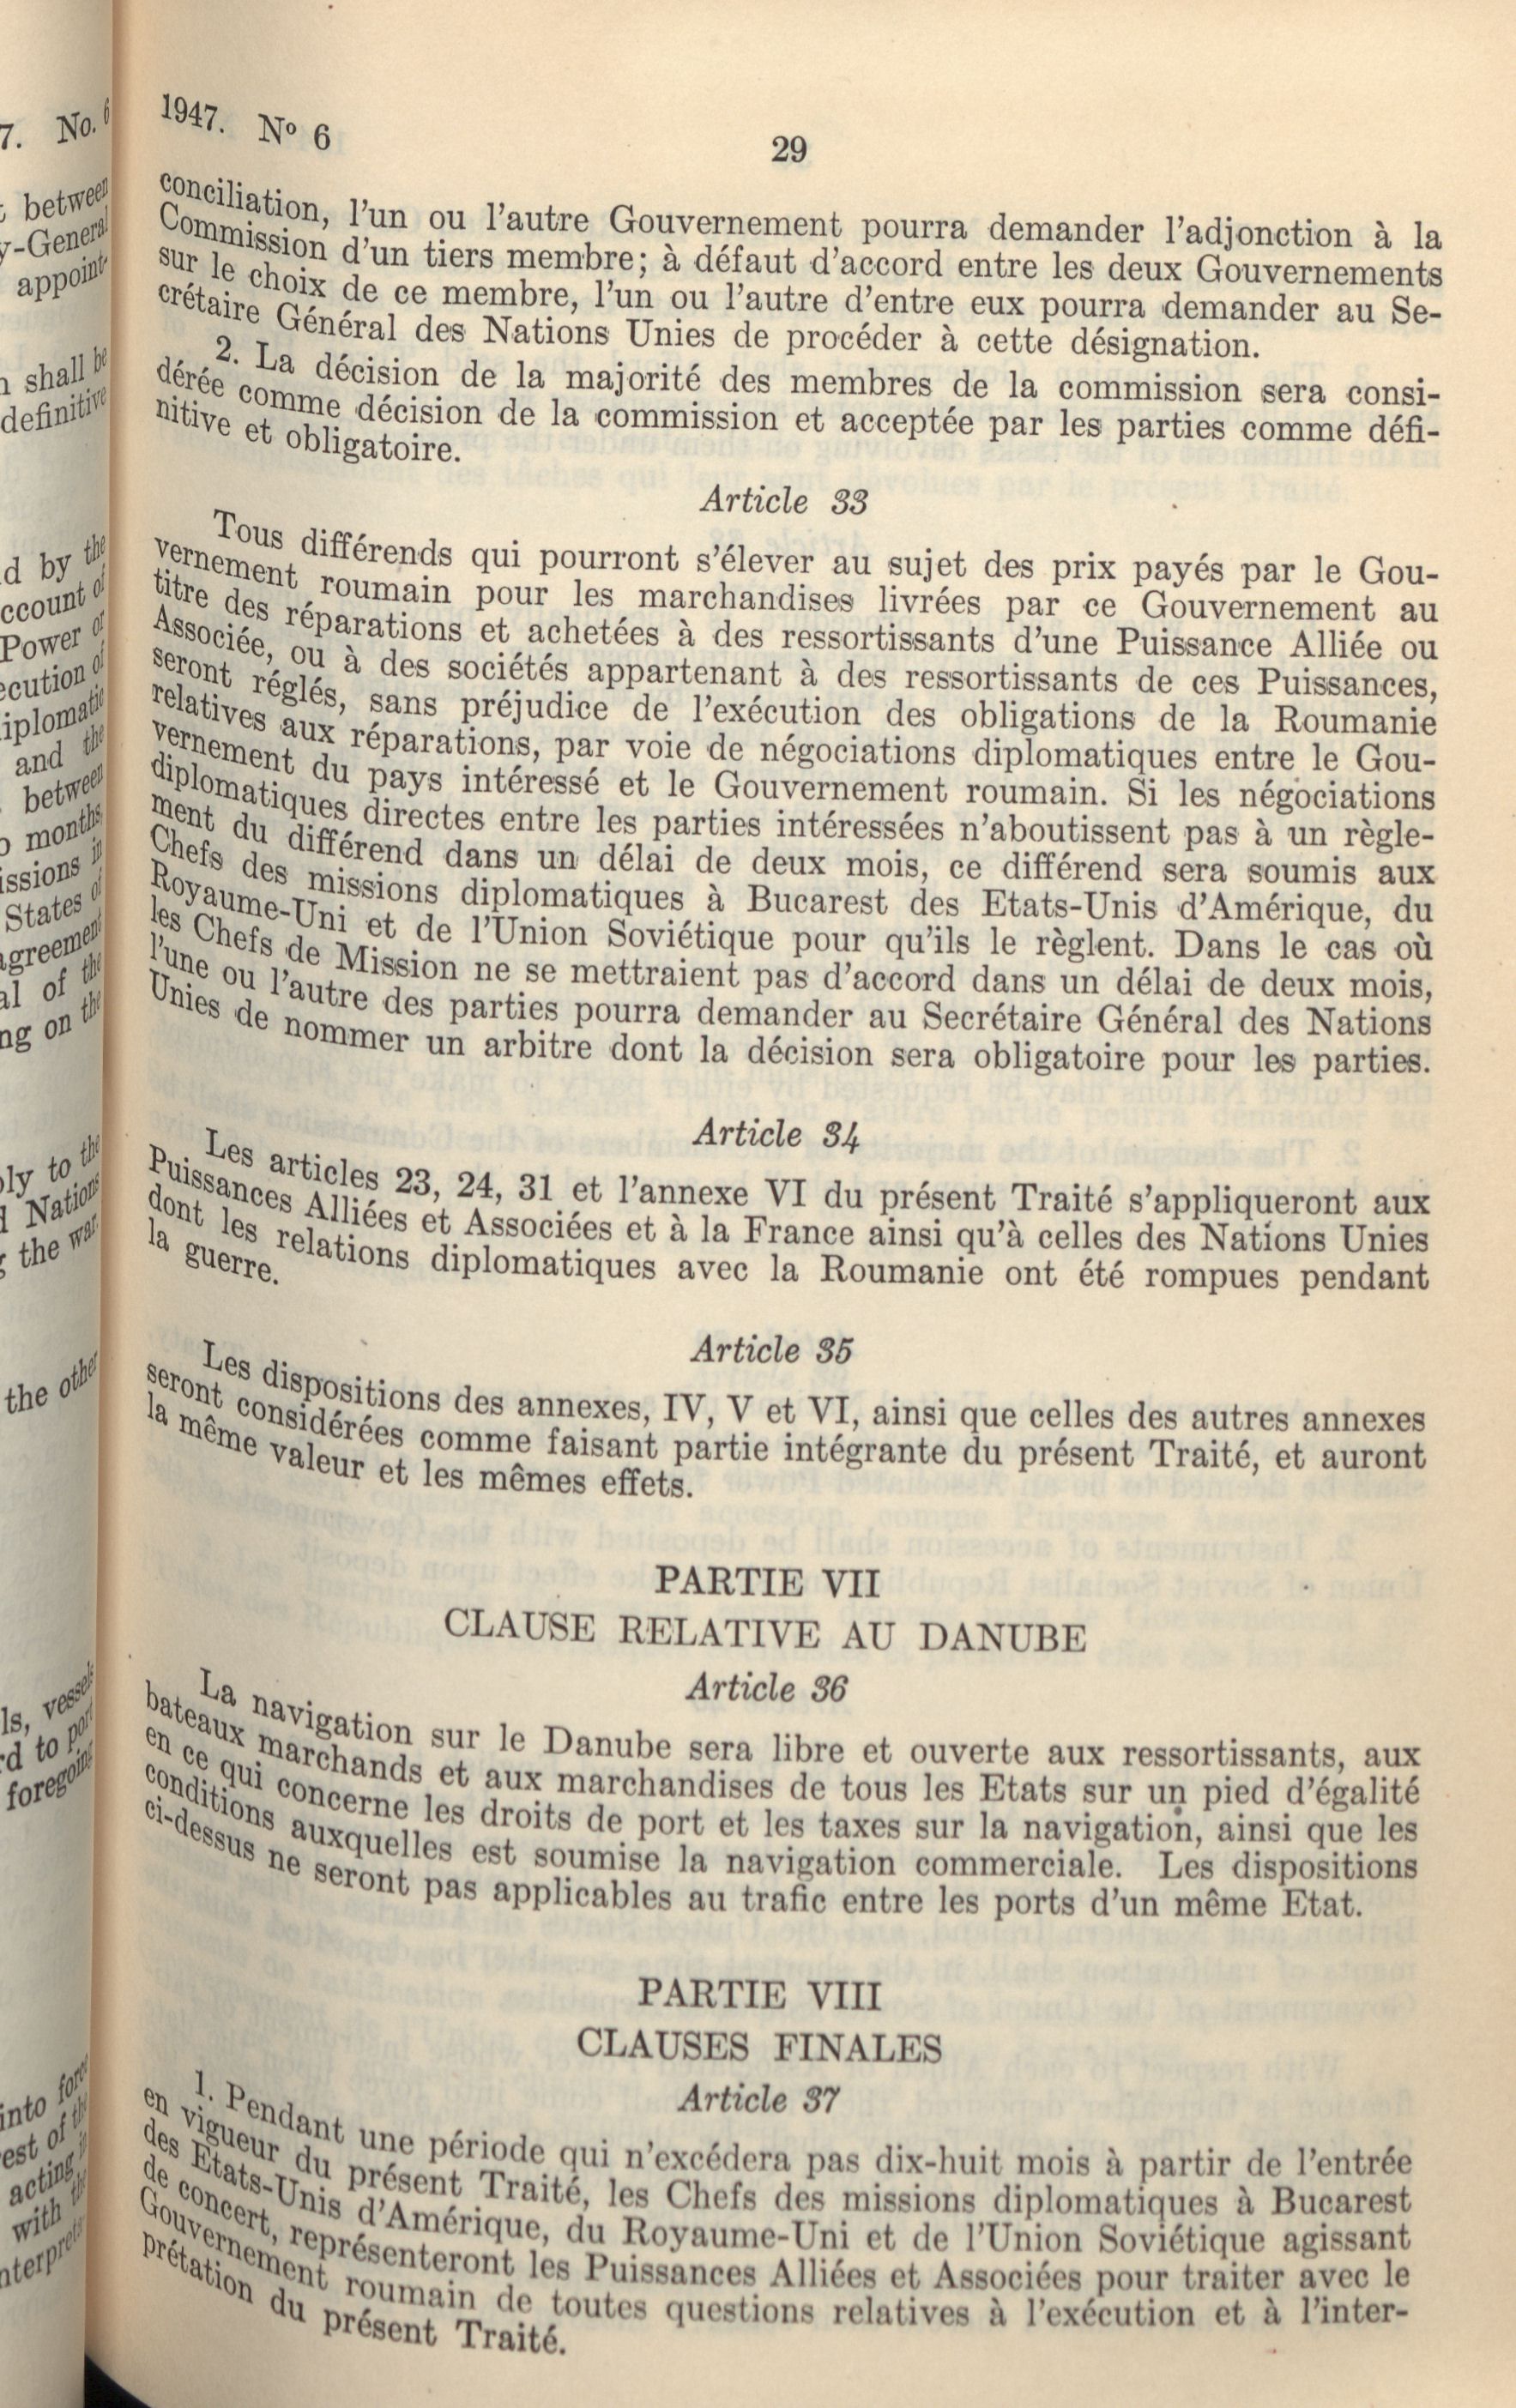 1947. Nº 6
29
conciliation, l'un ou l'autre Gouvernement pourra demander l'adjonction à la
Commission d'un tiers membre; à défaut d'accord entre les deux Gouvernements
sur le choix de ce membre, l'un ou l'autre d'entre eux pourra demander au Se-
crétaire Général des Nations Unies de procéder à cette désignation.
2. La décision de la majorité des membres de la commission sera consi-
dérée comme décision de la commission et acceptée par les parties comme défi-
nitive et obligatoire.
Article 33
Tous différends qui pourront s'élever au sujet des prix payés par le Gou-
vernement roumain pour les marchandises livrées par ce Gouvernement au
titre des réparations et achetées à des ressortissants d'une Puissance Alliée ou
Associée, ou à des sociétés appartenant à des ressortissants de ces Puissances,
seront réglés, sans préjudice de l'exécution des obligations de la Roumanie
relatives aux réparations, par voie de négociations diplomatiques entre le Gou-
vernement du pays intéressé et le Gouvernement roumain. Si les négociations
diplomatiques directes entre les parties intéressées n'aboutissent pas à un règle-
ment du différend dans un délai de deux mois, ce différend sera soumis aux
Chefs des missions diplomatiques à Bucarest des Etats-Unis d'Amérique, du
Royaume-Uni et de l'Union Soviétique pour qu'ils le règlent. Dans le cas où
les Chefs de Mission ne se mettraient pas d'accord dans un délai de deux mois,
l'une ou l'autre des parties pourra demander au Secrétaire Général des Nations
Unies de nommer un arbitre dont la décision sera obligatoire pour les parties.
Article 34
Les articles 23, 24, 31 et l'annexe VI du présent Traité s'appliqueront aux
Puissances Alliées et Associées et à la France ainsi qu'à celles des Nations Unies
dont les relations diplomatiques avec la Roumanie ont été rompues pendant
la guerre.
Article 35
Les dispositions des annexes, IV, V et VI, ainsi que celles des autres annexes
seront considérées comme faisant partie intégrante du présent Traité, et auront
la même valeur et les mêmes effets.
PARTIE VII
CLAUSE RELATIVE AU DANUBE
Article 36
La navigation sur le Danube sera libre et ouverte aux ressortissants, aux
bateaux marchands et aux marchandises de tous les Etats sur un pied d'égalité
en ce qui concerne les droits de port et les taxes sur la navigation, ainsi que les
conditions auxquelles est soumise la navigation commerciale. Les dispositions
ci-dessus ne seront pas applicables au trafic entre les ports d'un même Etat.
PARTIE VIII
CLAUSES FINALES
Article 37
1. Pendant une période qui n'excédera pas dix-huit mois à partir de l'entrée
en vigueur du présent Traité, les Chefs des missions diplomatiques à Bucarest
des Etats-Unis d'Amérique, du Royaume-Uni et de l'Union Soviétique agissant
de concert, représenteront les Puissances Alliées et Associées pour traiter avec le
Gouvernement roumain de toutes questions relatives à l'exécution et à l'inter-
prétation du présent Traité.